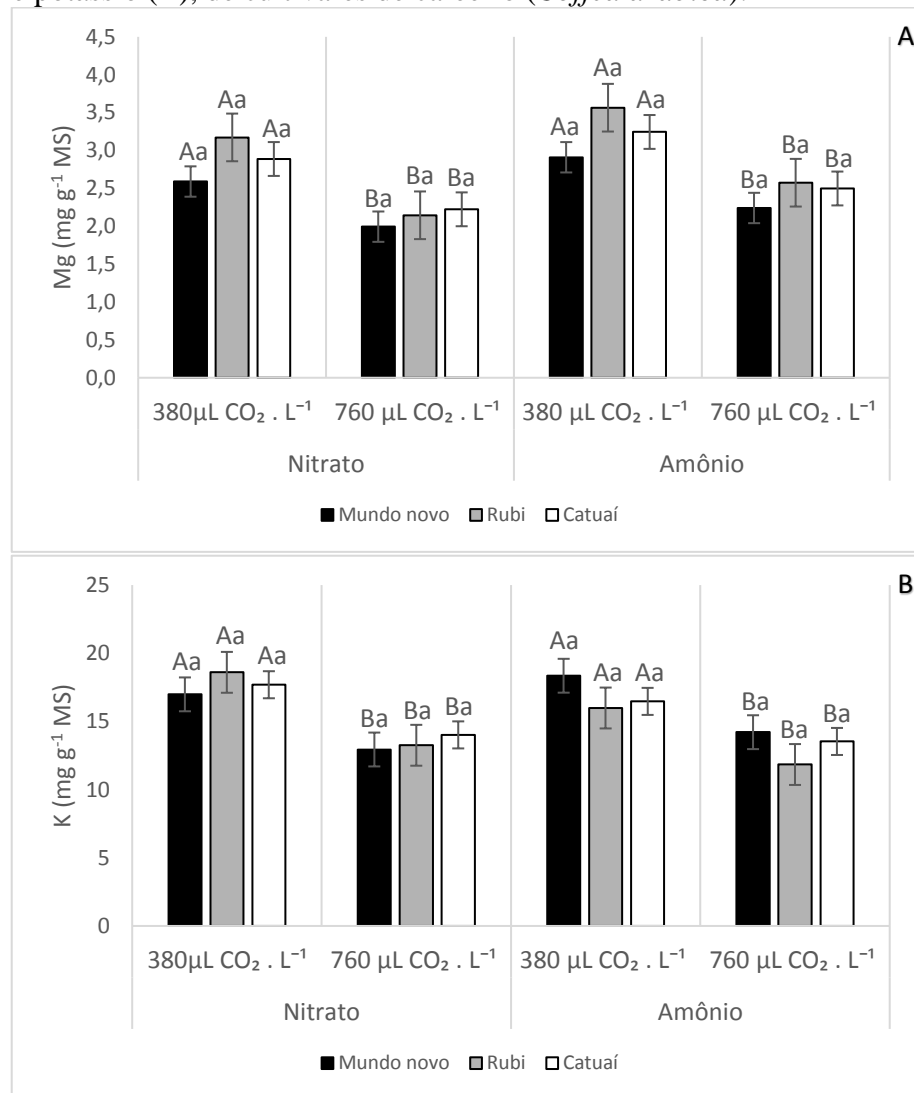 e potássio (K), de cultivares de cafeeiro (Coffea arabica).
A
4,5
4,0
3,5
3,0
2,5
2,0
1,5
1,0
0,5
0,0
Mg (mg g⁻¹ MS)
Aa Aa Aa Ba Ba Ba Aa Aa Aa Ba Ba Ba
380µL CO₂ . L⁻¹ 760 µL CO₂ . L⁻¹ 380 µL CO₂ . L⁻¹ 760 µL CO₂ . L⁻¹
Nitrato Amônio
Mundo novo Rubi Catuaí
B
25
20
15
10
5
0
K (mg g⁻¹ MS)
Aa Aa Aa Ba Ba Ba Aa Aa Aa Ba Ba Ba
380µL CO₂ . L⁻¹ 760 µL CO₂ . L⁻¹ 380 µL CO₂ . L⁻¹ 760 µL CO₂ . L⁻¹
Nitrato Amônio
Mundo novo Rubi Catuaí